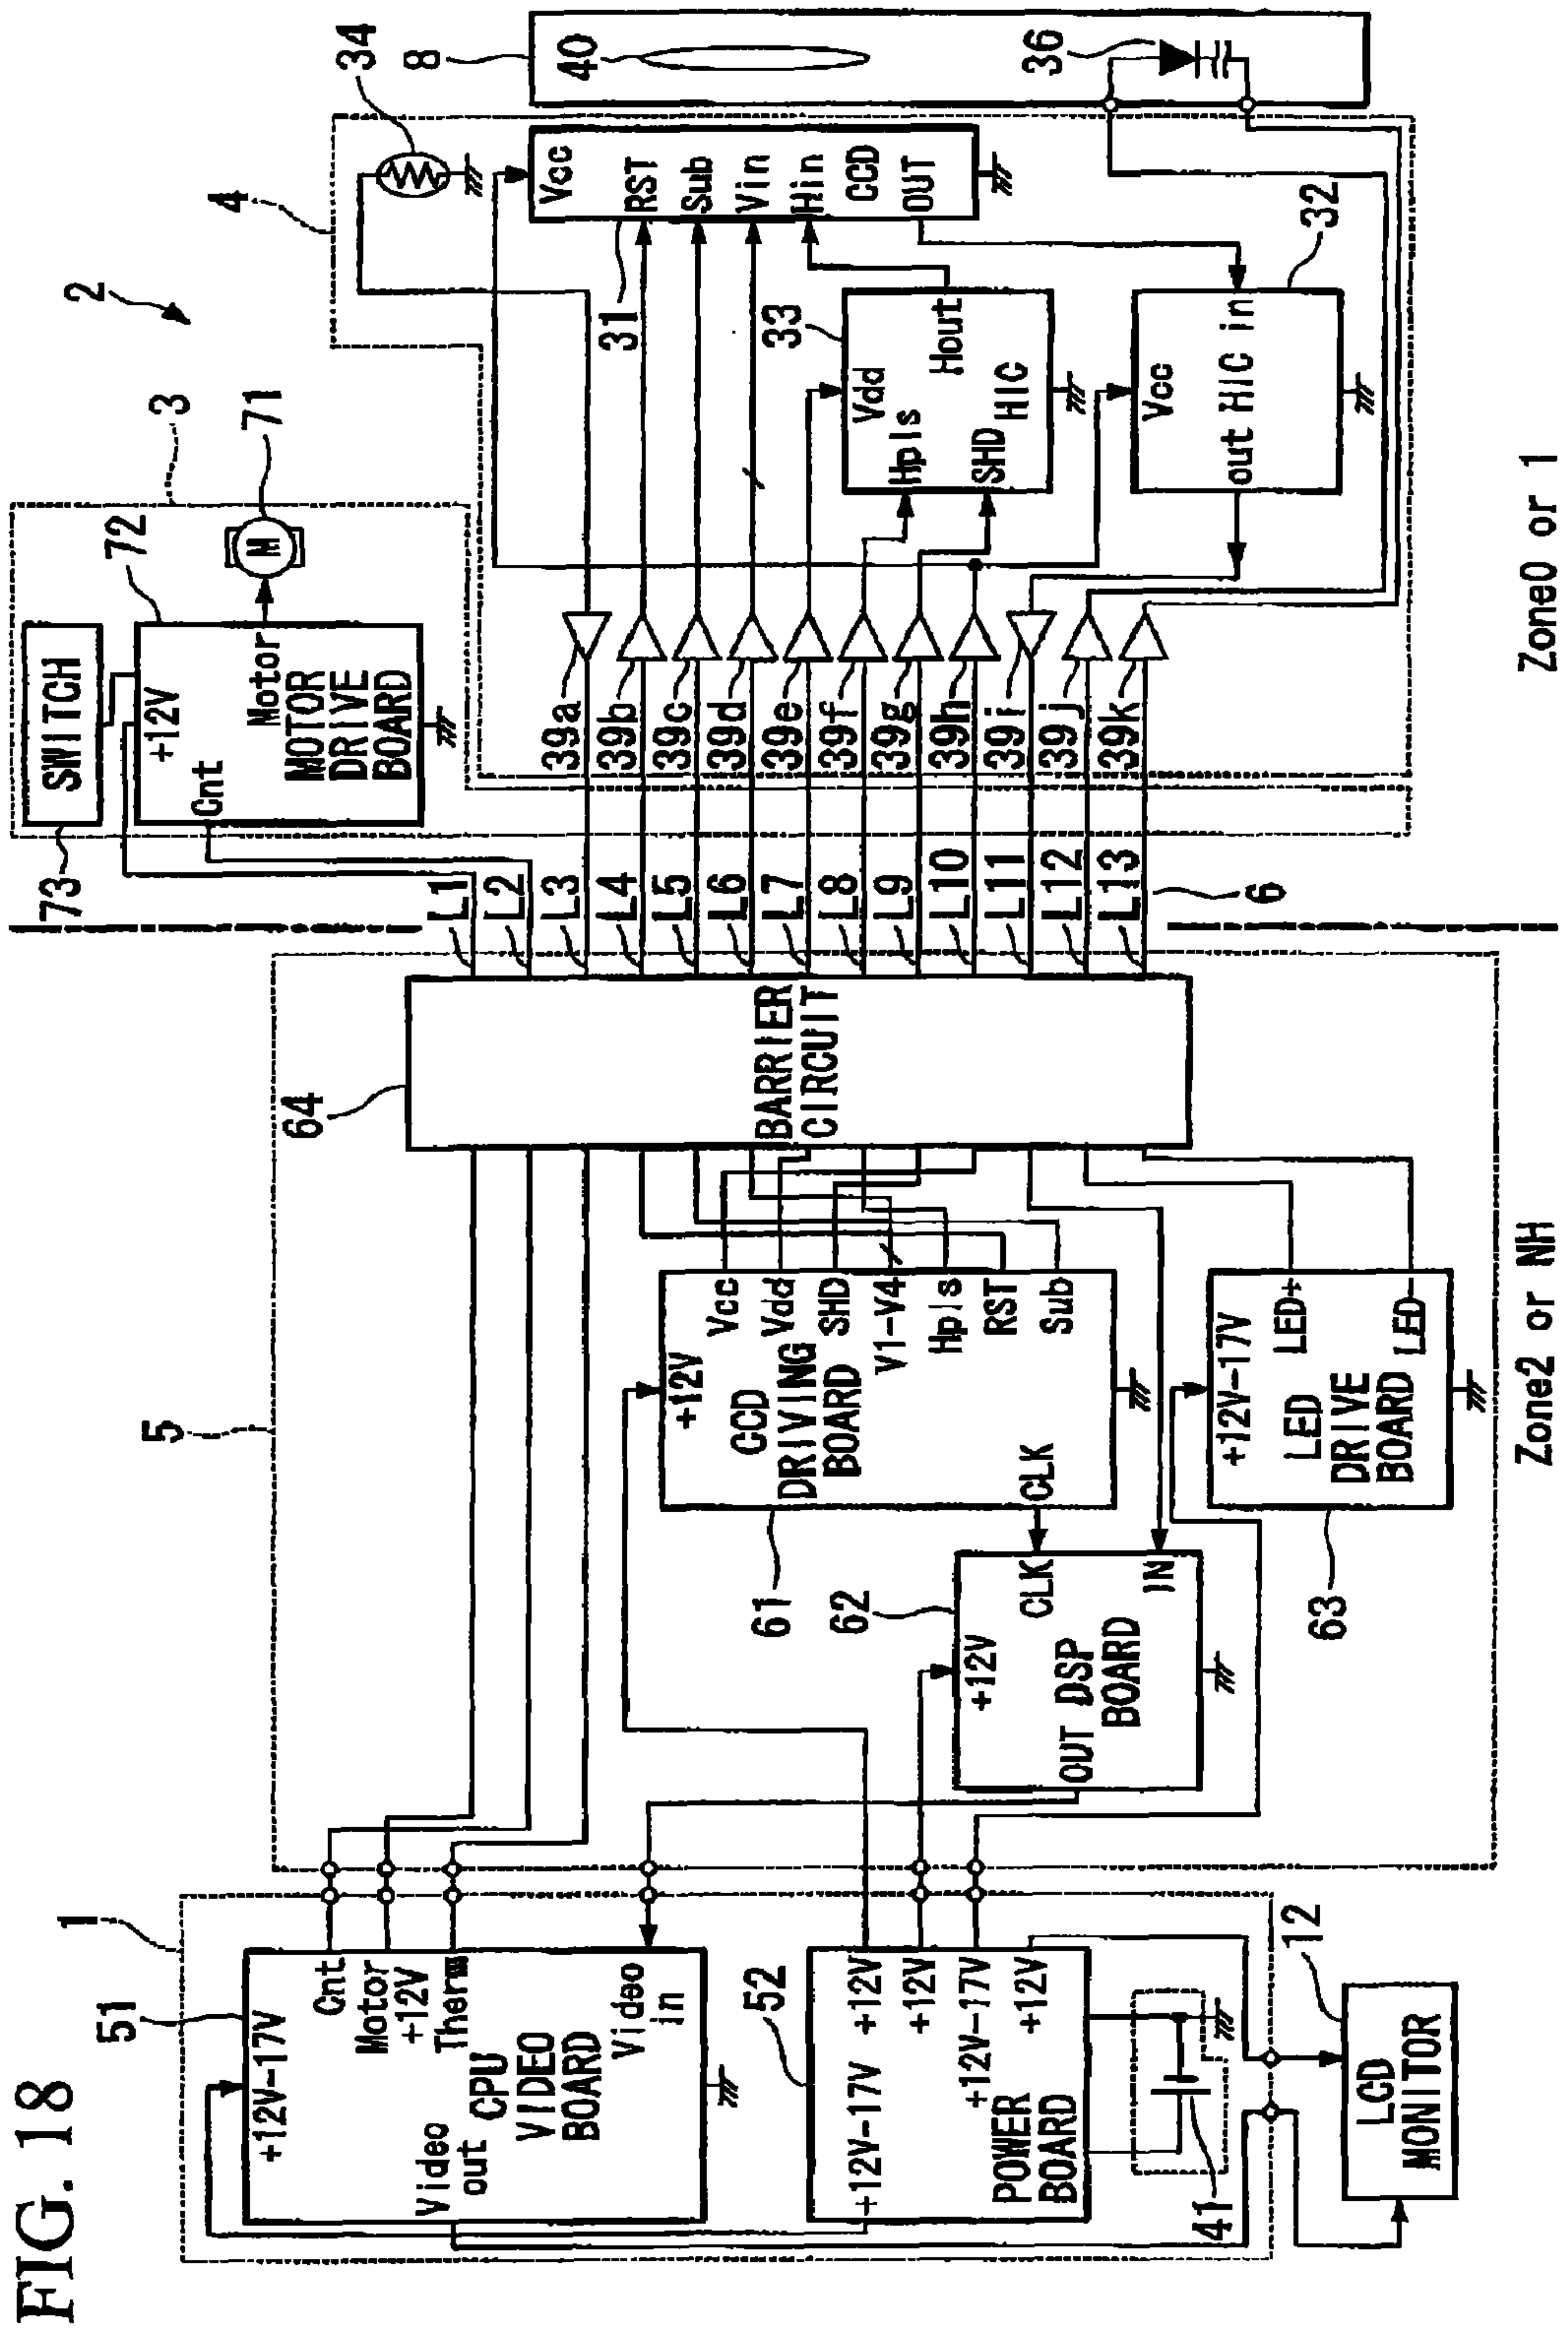 FIG. 18
2
3
4
34
8
40
36
SWITCH
73
72
71
+12V
Cnt
Motor
M
MOTOR
DRIVE
BOARD
Vcc
RST
Sub
Vin
Hin
CCD
OUT
31
33
Vdd
Hpls
Hout
SHD
HIC
32
Vcc
out HIC in
39a
39b
39c
39d
39e
39f
39g
39h
39i
39j
39k
L1
L2
L3
L4
L5
L6
L7
L8
L9
L10
L11
L12
L13
6
Zone0 or 1
5
64
BARRIER
CIRCUIT
61
+12V
CCD
DRIVING
BOARD
CLK
Vcc
Vdd
SHD
V1-V4
Hpls
RST
Sub
62
+12V
CLK
IN
OUT DSP
BOARD
63
+12V-17V
LED
DRIVE
BOARD
LED+
LED-
Zone2 or NH
1
51
+12V-17V
Cnt
Motor
+12V
Therm
Video
out
CPU
VIDEO
BOARD
Video
in
52
+12V-17V
+12V
+12V
+12V-17V
+12V
POWER
BOARD
41
12
LCD
MONITOR